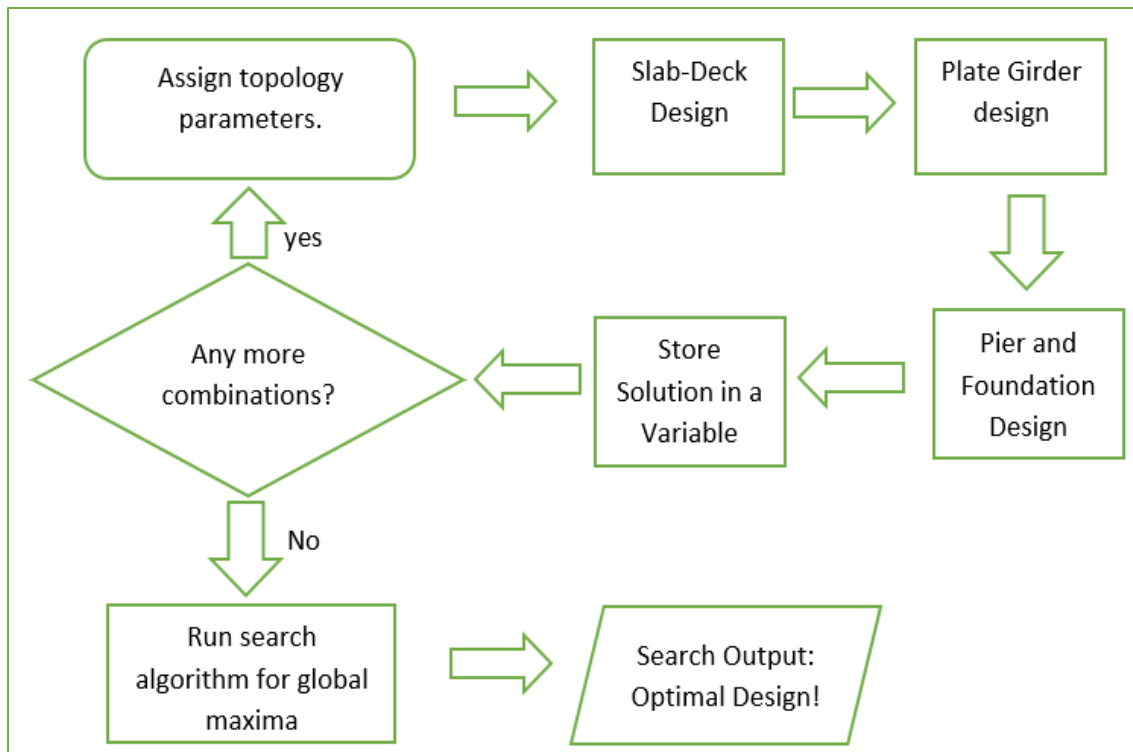 Assign topology
parameters.
Slab-Deck
Design
Plate Girder
design
yes
Any more
combinations?
Store
Solution in a
Variable
Pier and
Foundation
Design
No
Run search
algorithm for global
maxima
Search Output:
Optimal Design!